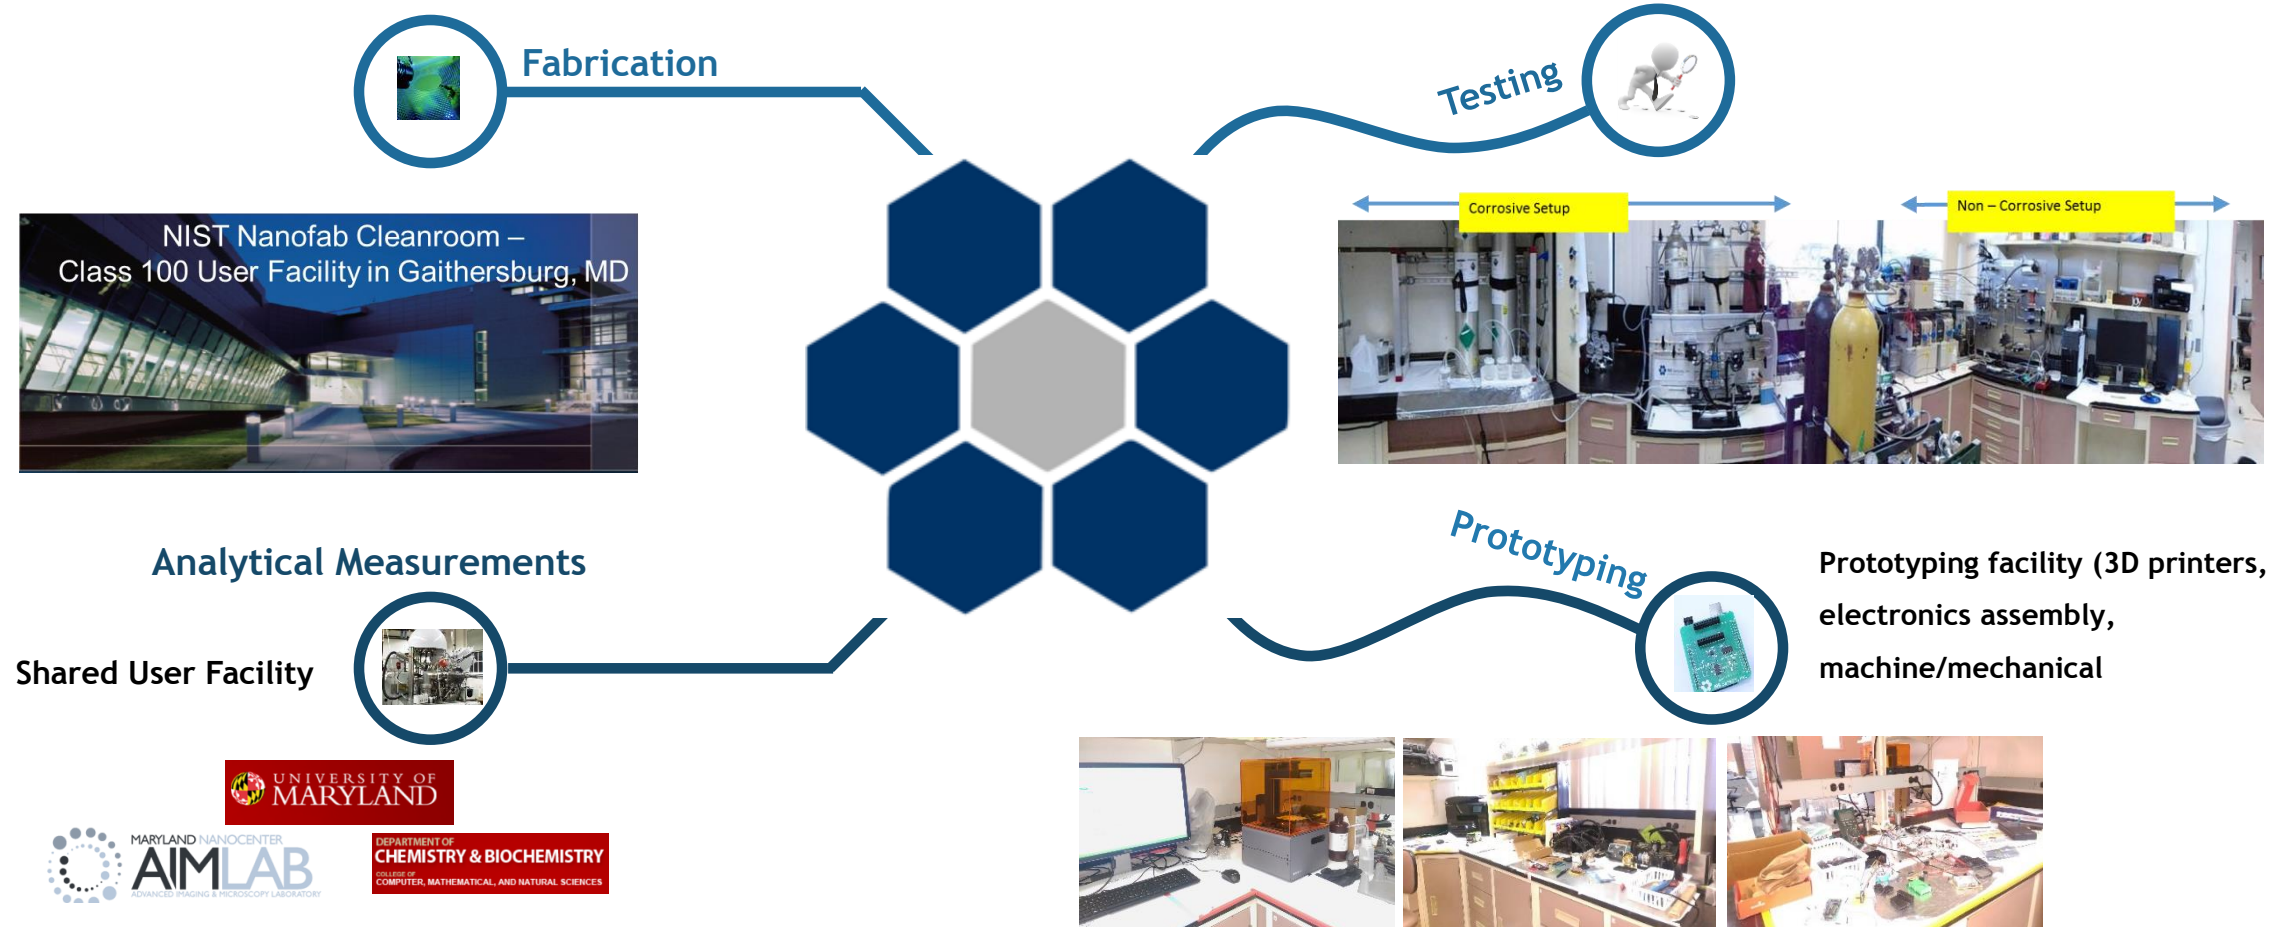 Fabrication
Testing
Corrosive Setup
Non – Corrosive Setup
NIST Nanofab Cleanroom –
Class 100 User Facility in Gaithersburg, MD
Analytical Measurements
Shared User Facility
Prototyping
Prototyping facility (3D printers,
electronics assembly,
machine/mechanical
UNIVERSITY OF
MARYLAND
MARYLAND NANOCENTER
AIMLAB
ADVANCED IMAGING & MICROSCOPY LABORATORY
DEPARTMENT OF
CHEMISTRY & BIOCHEMISTRY
COLLEGE OF
COMPUTER, MATHEMATICAL, AND NATURAL SCIENCES